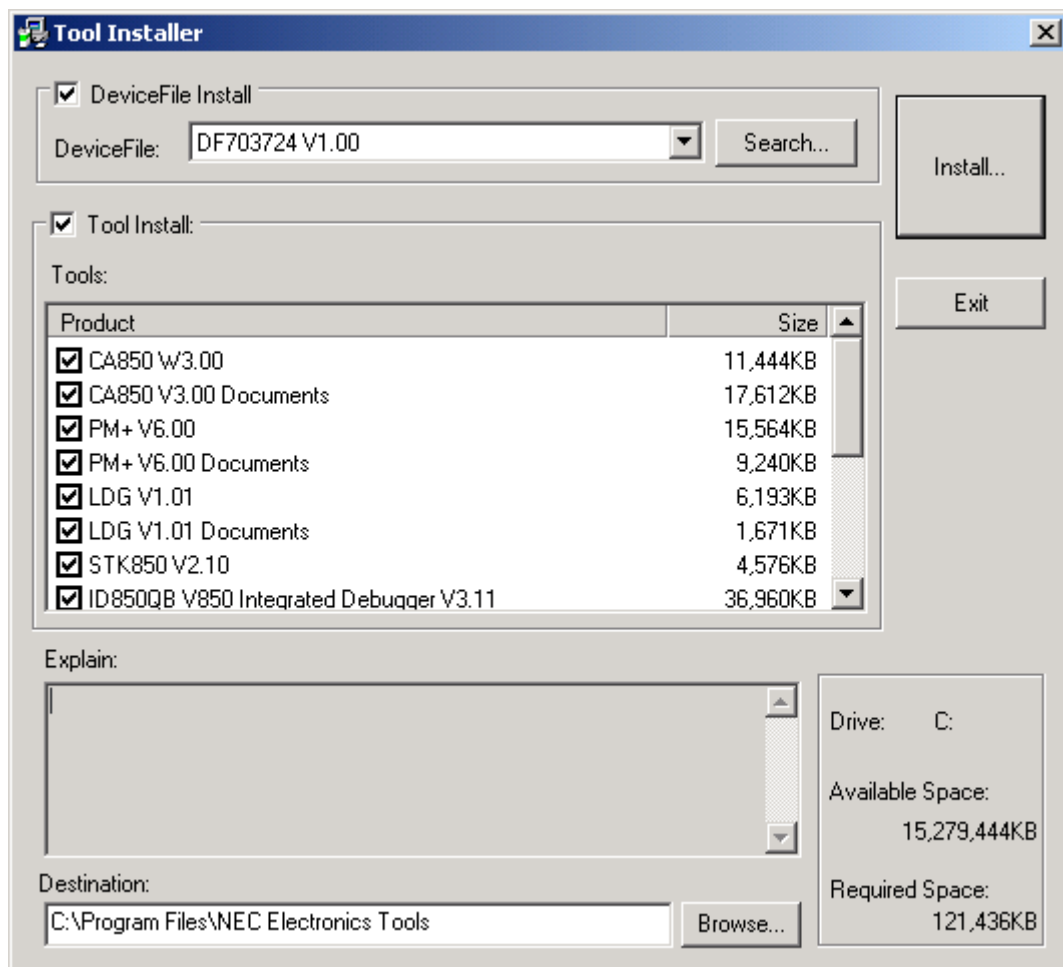 Tool Installer
DeviceFile Install
DeviceFile: DF703724 V1.00 Search...
Install...
Tool Install:
Tools:
Exit
Product Size
CA850 W3.00 11,444KB
CA850 V3.00 Documents 17,612KB
PM+ V6.00 15,564KB
PM+ V6.00 Documents 9,240KB
LDG V1.01 6,193KB
LDG V1.01 Documents 1,671KB
STK850 V2.10 4,576KB
ID850QB V850 Integrated Debugger V3.11 36,960KB
Explain:
Drive: C:
Available Space:
15,279,444KB
Destination:
Required Space:
C:\Program Files\NEC Electronics Tools Browse... 121,436KB